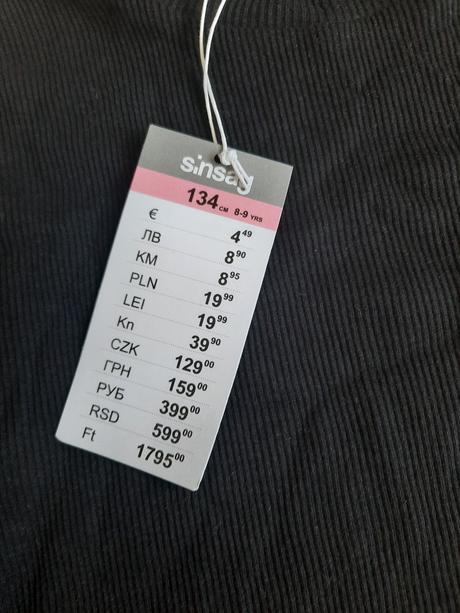 sinsay
134 CM 8-9 YRS
€ 4 49
ЛВ 8 90
KM 8 95
PLN 19 99
LEI 19 99
Kn 39 90
CZK 129 00
ГРН 159 00
РУБ 399 00
RSD 599 00
Ft 1795 00